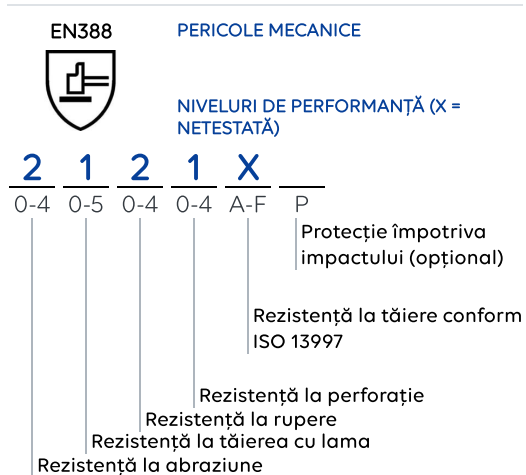 EN388
PERICOLE MECANICE
NIVELURI DE PERFORMANȚĂ (X =
NETESTATĂ)
2 1 2 1 X
0-4 0-5 0-4 0-4 A-F P
Protecție împotriva
impactului (opțional)
Rezistență la tăiere conform
ISO 13997
Rezistență la perforație
Rezistență la rupere
Rezistență la tăierea cu lama
Rezistență la abraziune